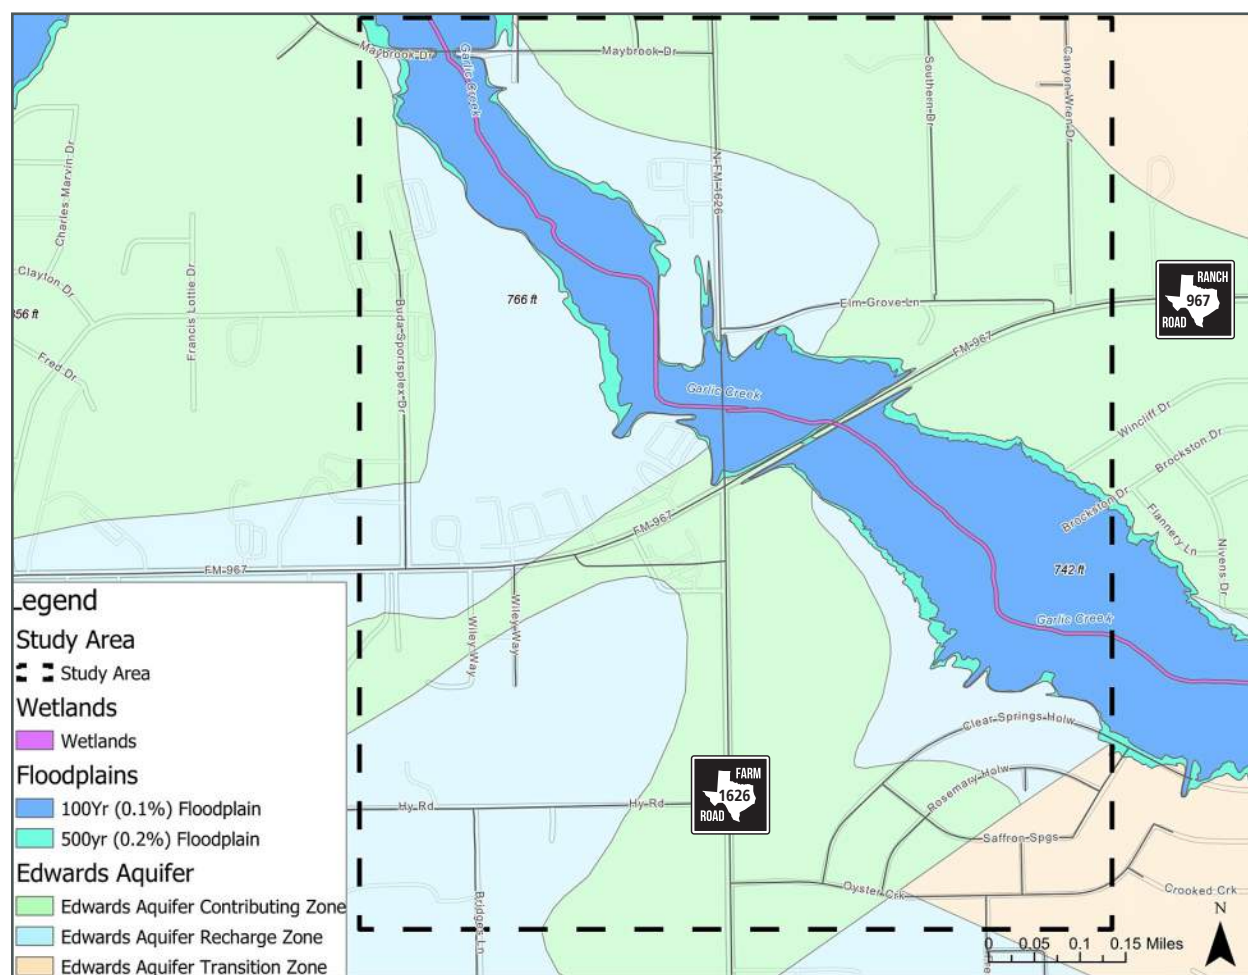 Maybrook Dr
Garlic Creek
Maybrook Dr
Southern Dr
Canyon Wren Dr
Charles Marvin Dr
N FM 1626
Clayton Dr
Francis Lottie Dr
Buda Sportsplex Dr
766 ft
Elm Grove Ln
RANCH
967
ROAD
856 ft
Fred Dr
FM-967
Garlic Creek
Wincliff Dr
Brockston Dr
Brockston Dr
Flannery Ln
Nivens Dr
FM-967
FM-967
742 ft
Garlic Creek
Wiley Way
Wiley Way
Clear Springs Holw
Rosemary Holw
Hy Rd
Hy Rd
FARM
1626
ROAD
Saffron Spgs
Oyster Crk
Crooked Crk
Bridges Ln
Legend
Study Area
Study Area
Wetlands
Wetlands
Floodplains
100Yr (0.1%) Floodplain
500yr (0.2%) Floodplain
Edwards Aquifer
Edwards Aquifer Contributing Zone
Edwards Aquifer Recharge Zone
Edwards Aquifer Transition Zone
N
0 0.05 0.1 0.15 Miles